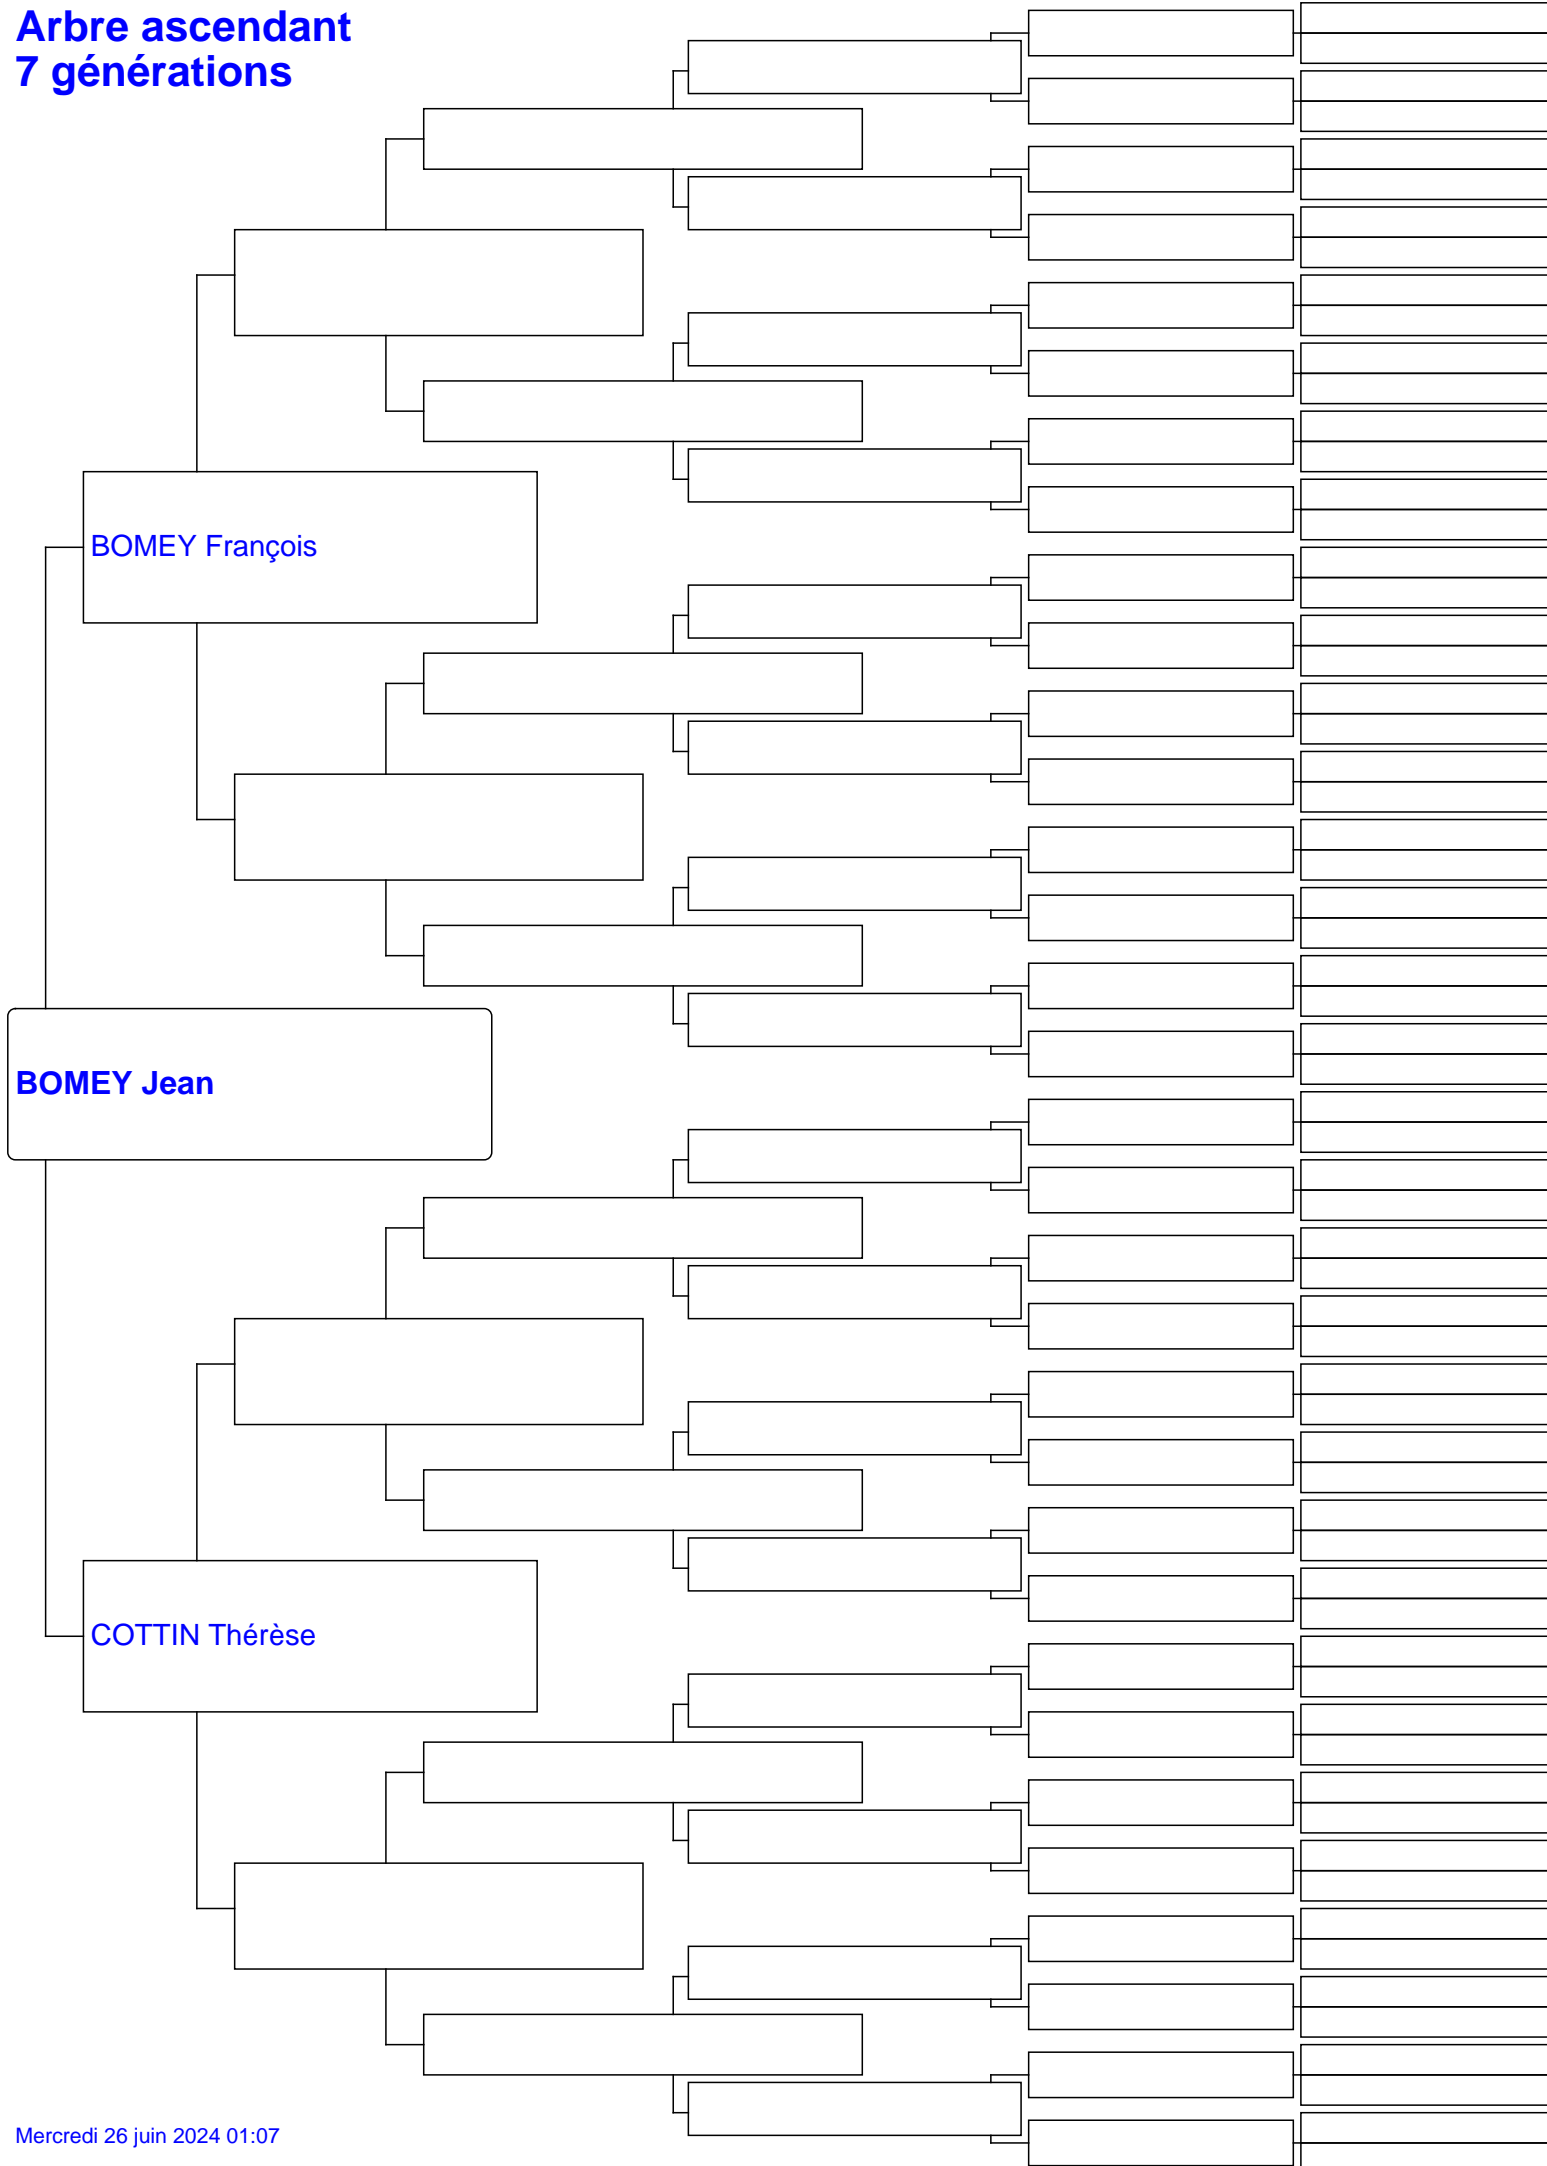 Arbre ascendant
7 générations
BOMEY François
BOMEY Jean
COTTIN Thérèse
Mercredi 26 juin 2024 01:07